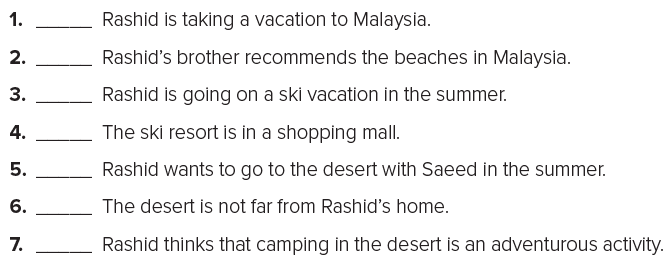 1. ______ Rashid is taking a vacation to Malaysia.
2. ______ Rashid's brother recommends the beaches in Malaysia.
3. ______ Rashid is going on a ski vacation in the summer.
4. ______ The ski resort is in a shopping mall.
5. ______ Rashid wants to go to the desert with Saeed in the summer.
6. ______ The desert is not far from Rashid's home.
7. ______ Rashid thinks that camping in the desert is an adventurous activity.